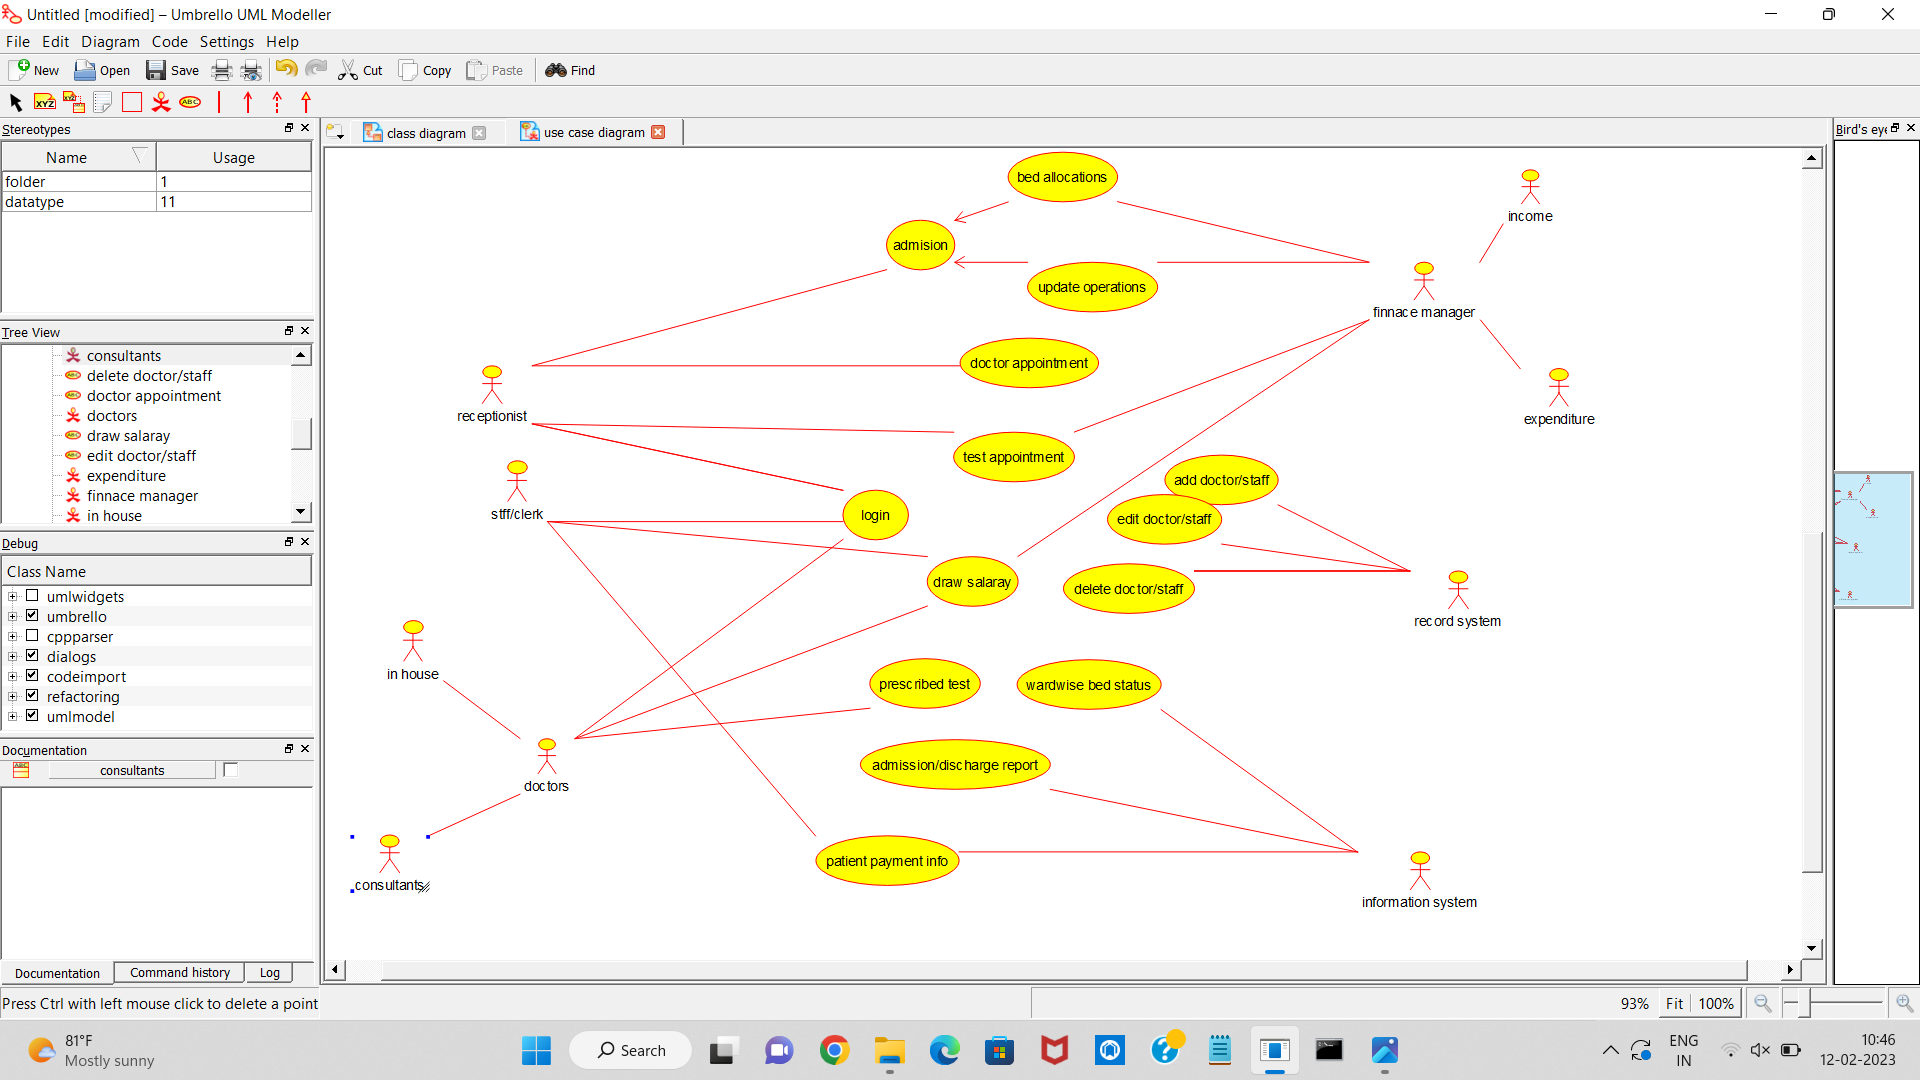 Untitled [modified] – Umbrello UML Modeller
File Edit Diagram Code Settings Help
New Open Save Cut Copy Paste Find
XYZ XYZ ABC
Stereotypes
Name Usage
folder 1
datatype 11
Tree View
consultants
delete doctor/staff
doctor appointment
doctors
draw salaray
edit doctor/staff
expenditure
finnace manager
in house
Debug
Class Name
umlwidgets
umbrello
cppparser
dialogs
codeimport
refactoring
umlmodel
Documentation
consultants
Documentation Command history Log
Press Ctrl with left mouse click to delete a point
class diagram use case diagram
bed allocations
income
admision
update operations
finnace manager
doctor appointment
receptionist
expenditure
test appointment
add doctor/staff
stff/clerk
login
edit doctor/staff
draw salaray
delete doctor/staff
record system
in house
prescribed test
wardwise bed status
admission/discharge report
doctors
patient payment info
consultants
information system
Bird's eye
93% Fit 100%
81°F
Mostly sunny
Search
ENG
IN
10:46
12-02-2023